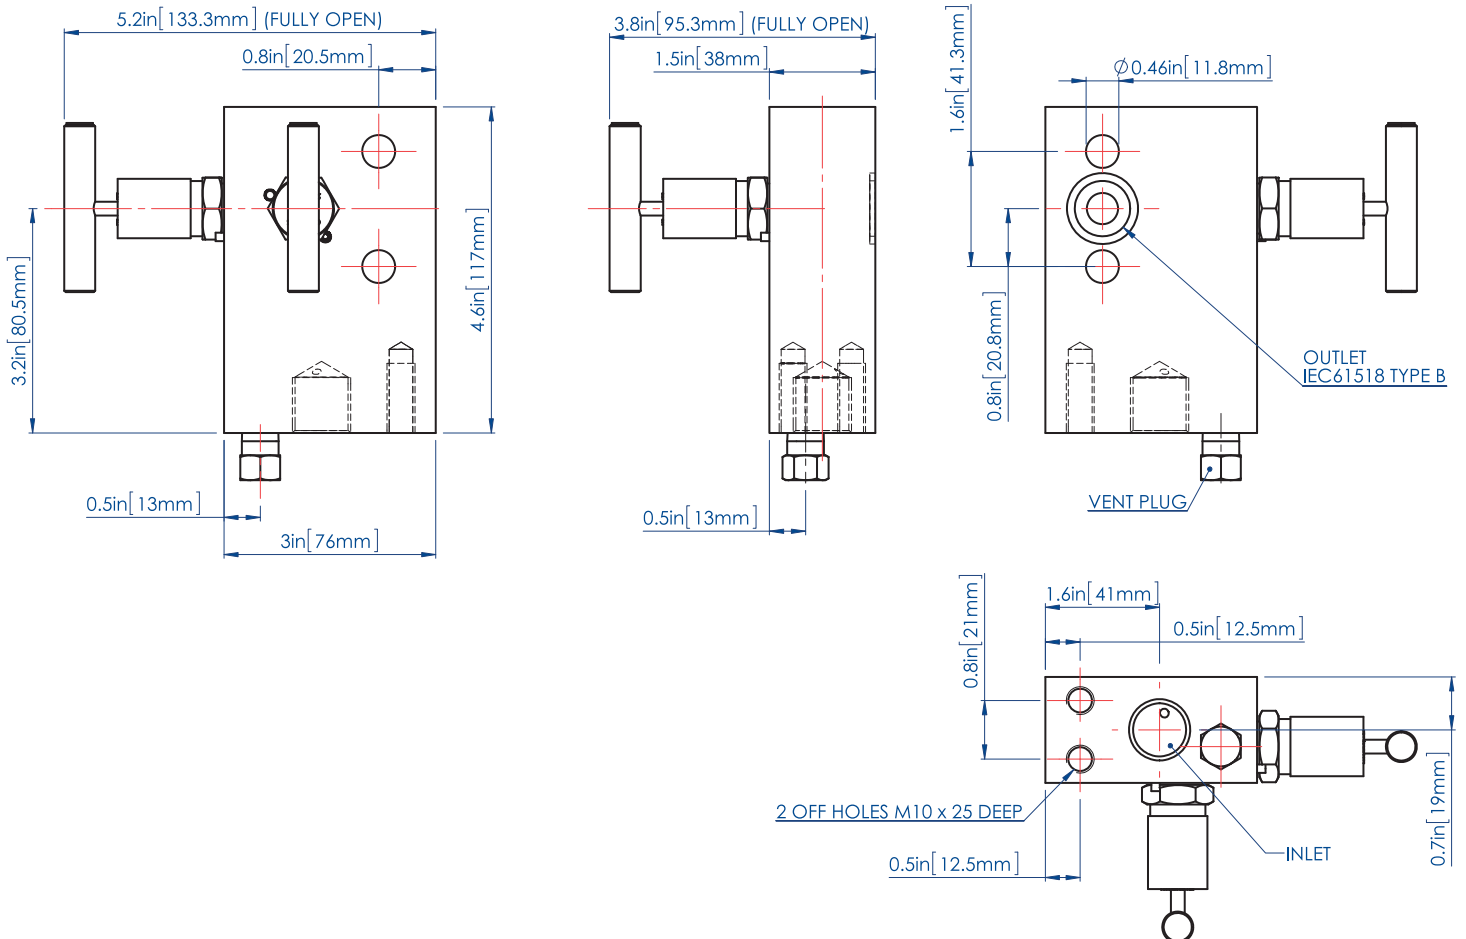 5.2in[133.3mm] (FULLY OPEN)
0.8in[20.5mm]
3.2in[80.5mm]
4.6in[117mm]
0.5in[13mm]
3in[76mm]
3.8in[95.3mm] (FULLY OPEN)
1.5in[38mm]
0.5in[13mm]
1.6in[41.3mm]
Ø0.46in[11.8mm]
0.8in[20.8mm]
OUTLET
IEC61518 TYPE B
VENT PLUG
1.6in[41mm]
0.5in[12.5mm]
0.8in[21mm]
2 OFF HOLES M10 x 25 DEEP
0.5in[12.5mm]
INLET
0.7in[19mm]